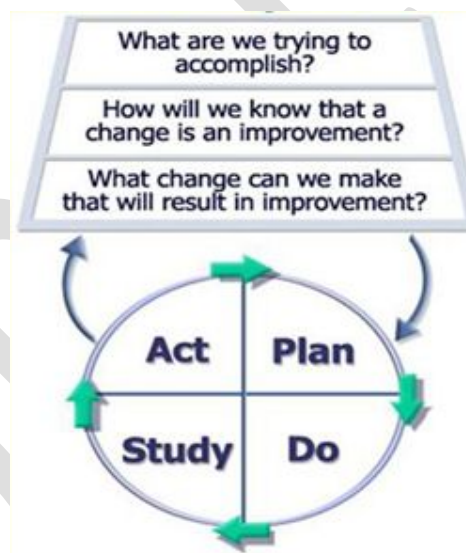 What are we trying to
accomplish?
How will we know that a
change is an improvement?
What change can we make
that will result in improvement?
Act Plan
Study Do